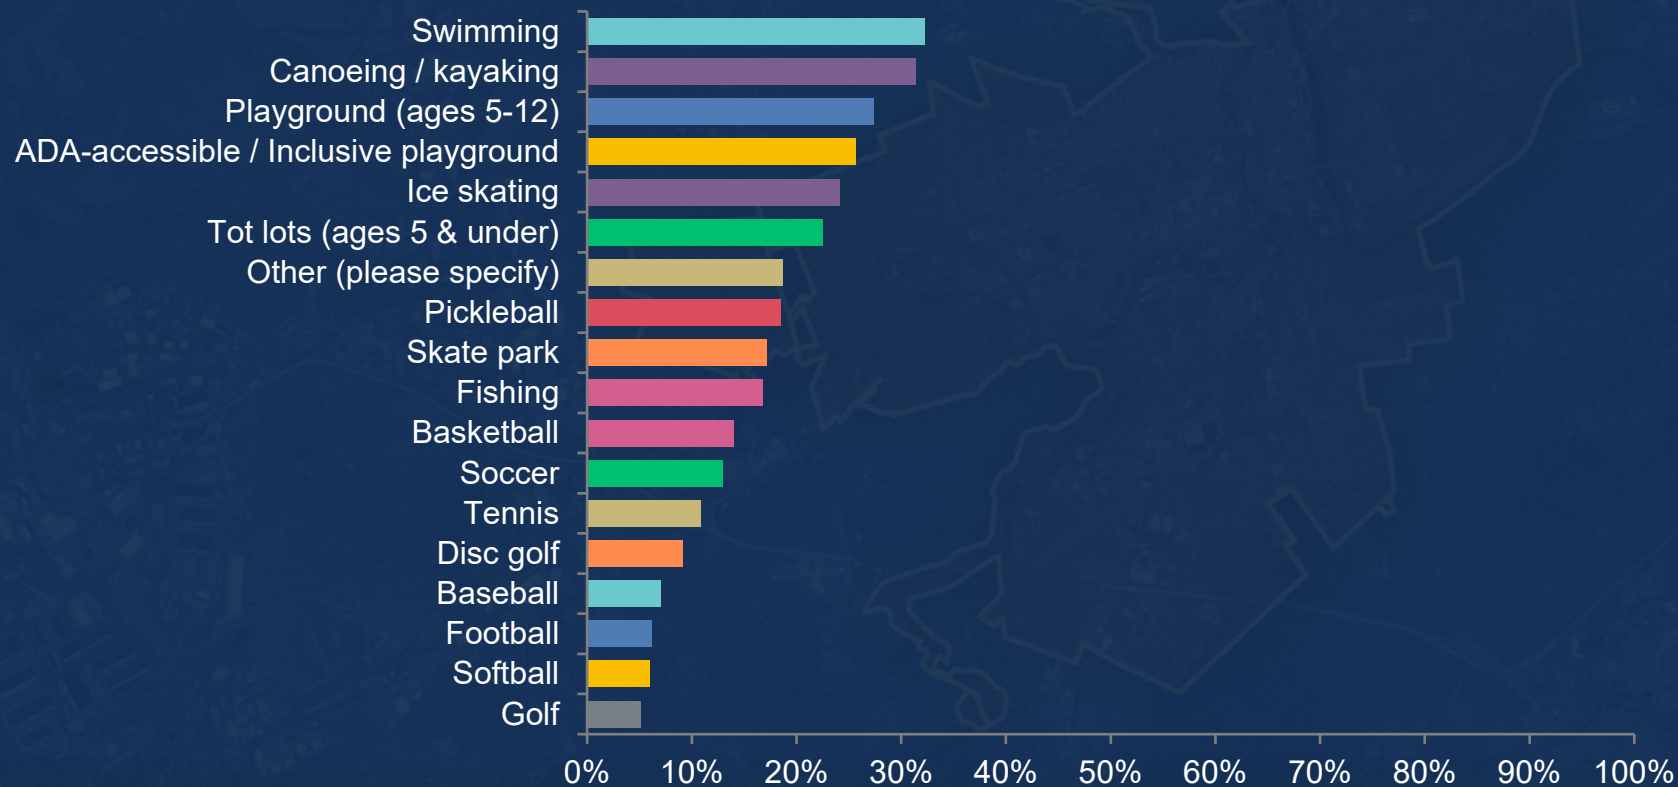 Swimming
Canoeing / kayaking
Playground (ages 5-12)
ADA-accessible / Inclusive playground
Ice skating
Tot lots (ages 5 & under)
Other (please specify)
Pickleball
Skate park
Fishing
Basketball
Soccer
Tennis
Disc golf
Baseball
Football
Softball
Golf
0% 10% 20% 30% 40% 50% 60% 70% 80% 90% 100%